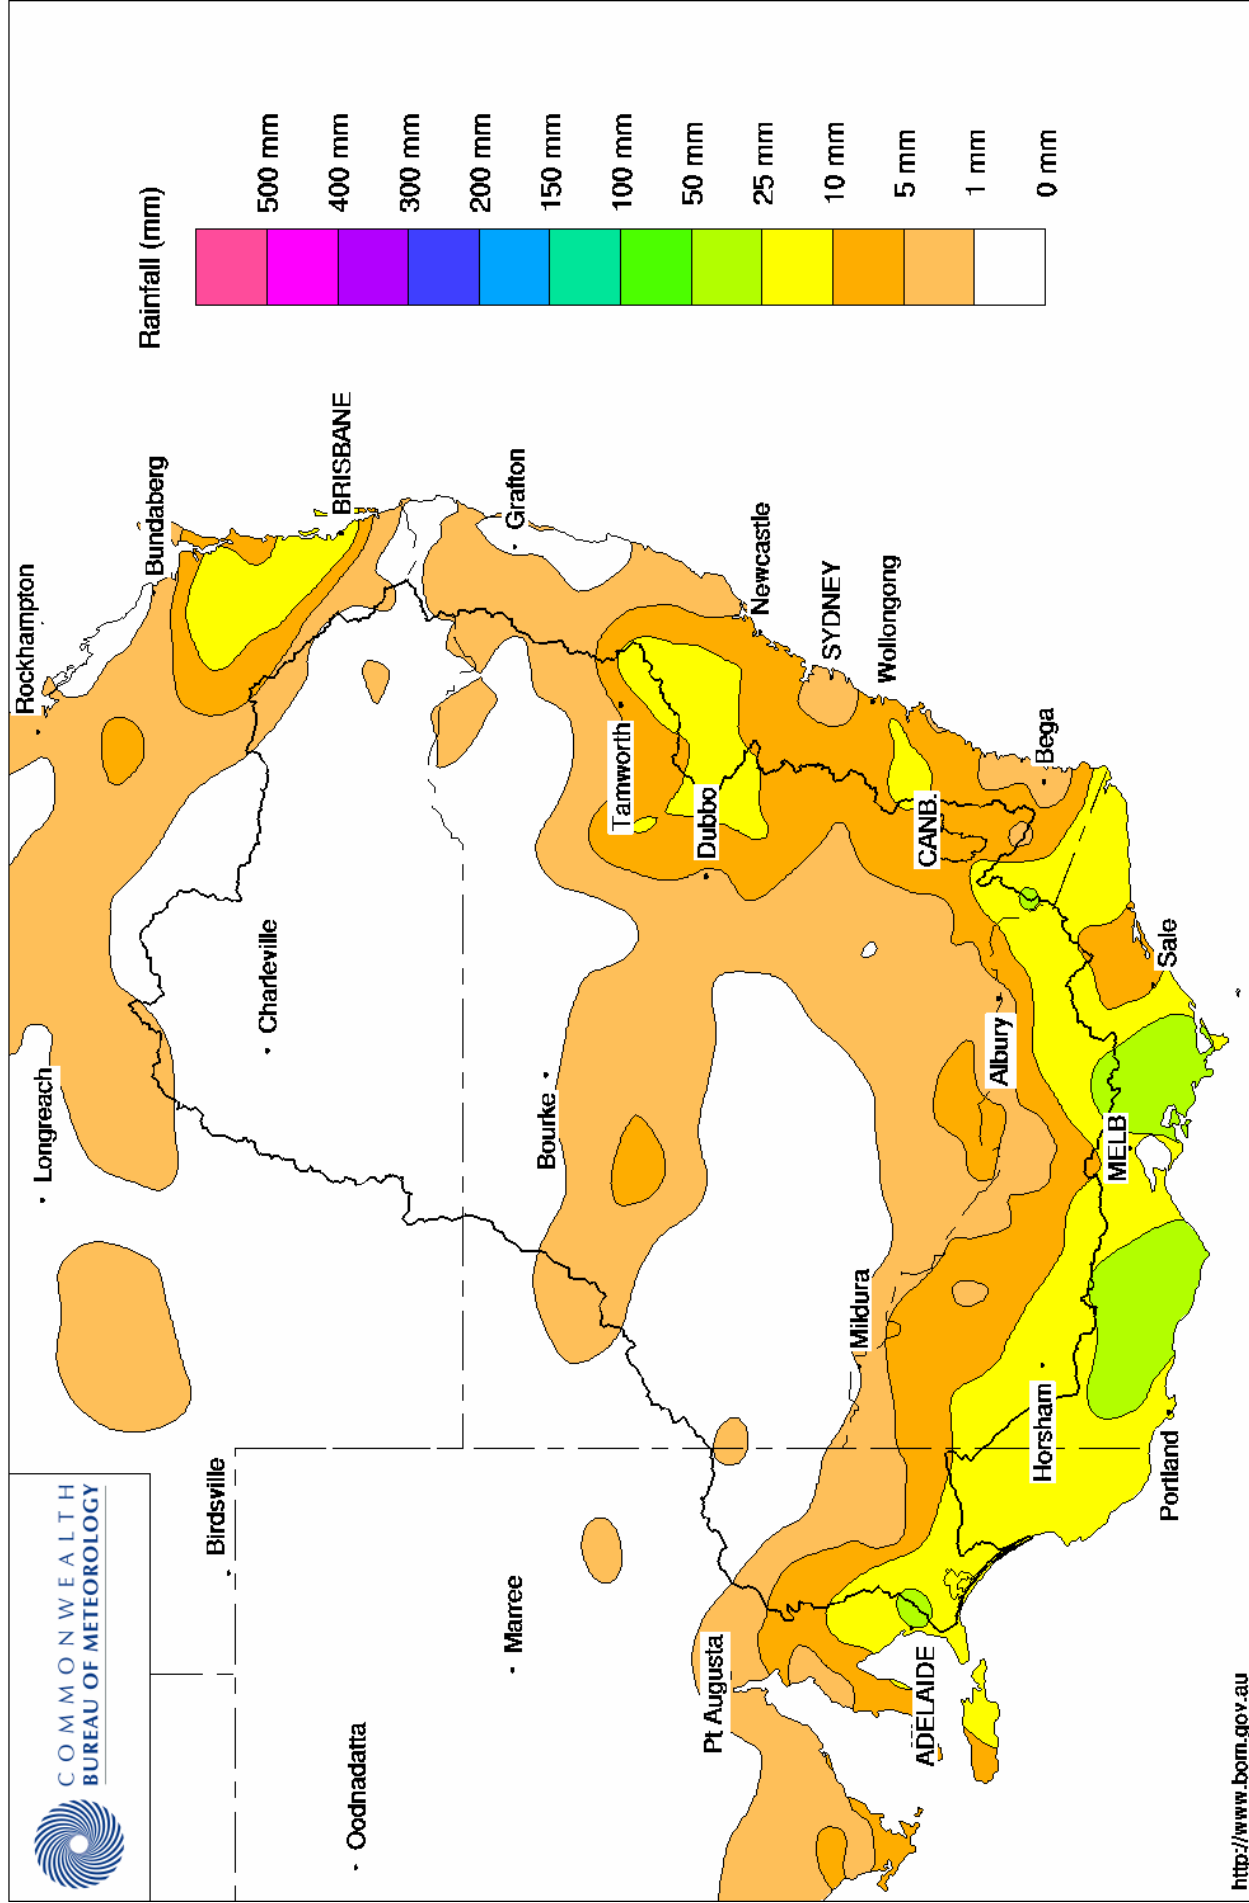 COMMONWEALTH
BUREAU OF METEOROLOGY
Rainfall (mm)
500 mm
400 mm
300 mm
200 mm
150 mm
100 mm
50 mm
25 mm
10 mm
5 mm
1 mm
0 mm
Rockhampton
Longreach
Bundaberg
Birdsville
Charleville
BRISBANE
Oodnadatta
Marree
Bourke
Grafton
Tamworth
Pt Augusta
Dubbo
Newcastle
SYDNEY
Mildura
Wollongong
ADELAIDE
CANB.
Albury
Horsham
Bega
MELB
Portland
Sale
http://www.bom.gov.au